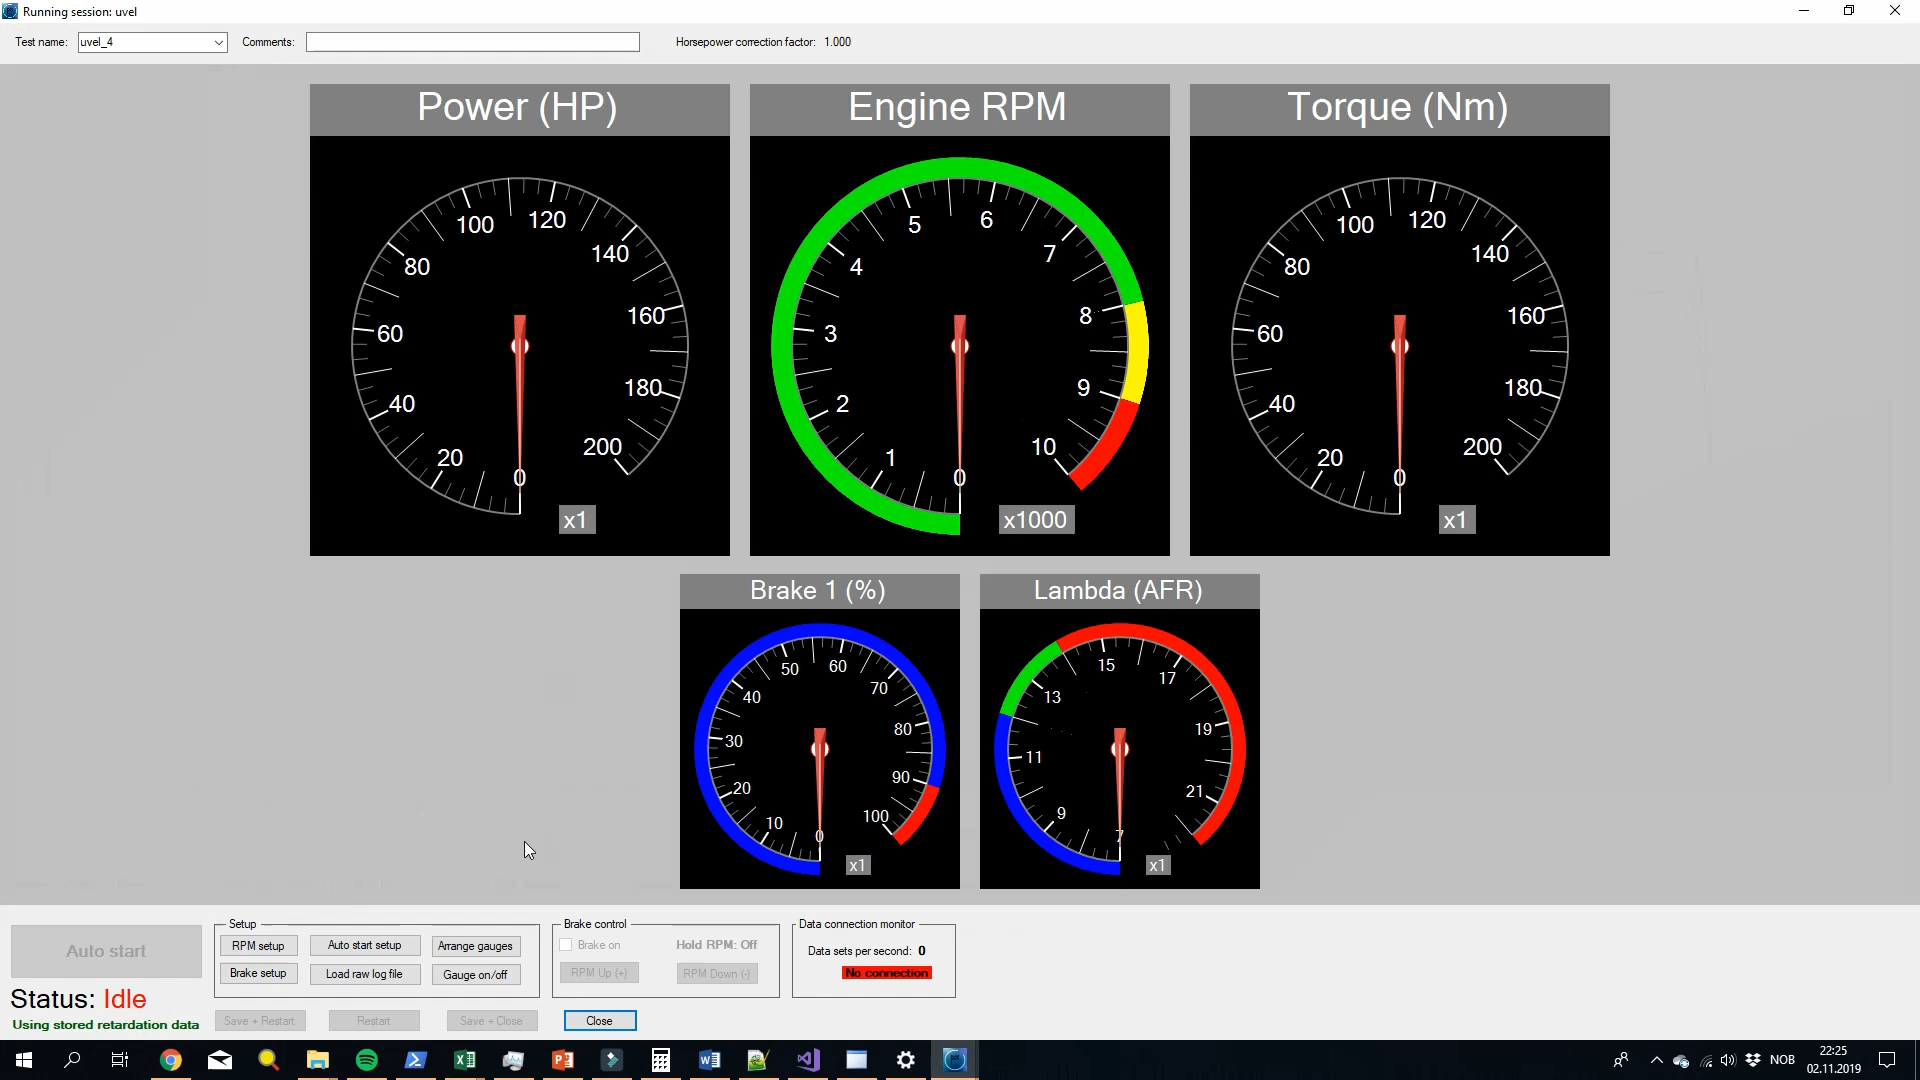 Running session: uvel
Test name: uvel_4 Comments: Horsepower correction factor: 1.000
Power (HP)
0 20 40 60 80 100 120 140 160 180 200
x1
Engine RPM
0 1 2 3 4 5 6 7 8 9 10
x1000
Torque (Nm)
0 20 40 60 80 100 120 140 160 180 200
x1
Brake 1 (%)
0 10 20 30 40 50 60 70 80 90 100
x1
Lambda (AFR)
7 9 11 13 15 17 19 21
x1
Auto start
Status: Idle
Using stored retardation data
Setup
RPM setup Auto start setup Arrange gauges
Brake setup Load raw log file Gauge on/off
Brake control
Brake on Hold RPM: Off
RPM Up (+) RPM Down (-)
Data connection monitor
Data sets per second: 0
No connection
Save + Restart Restart Save + Close Close
NOB
22:25
02.11.2019